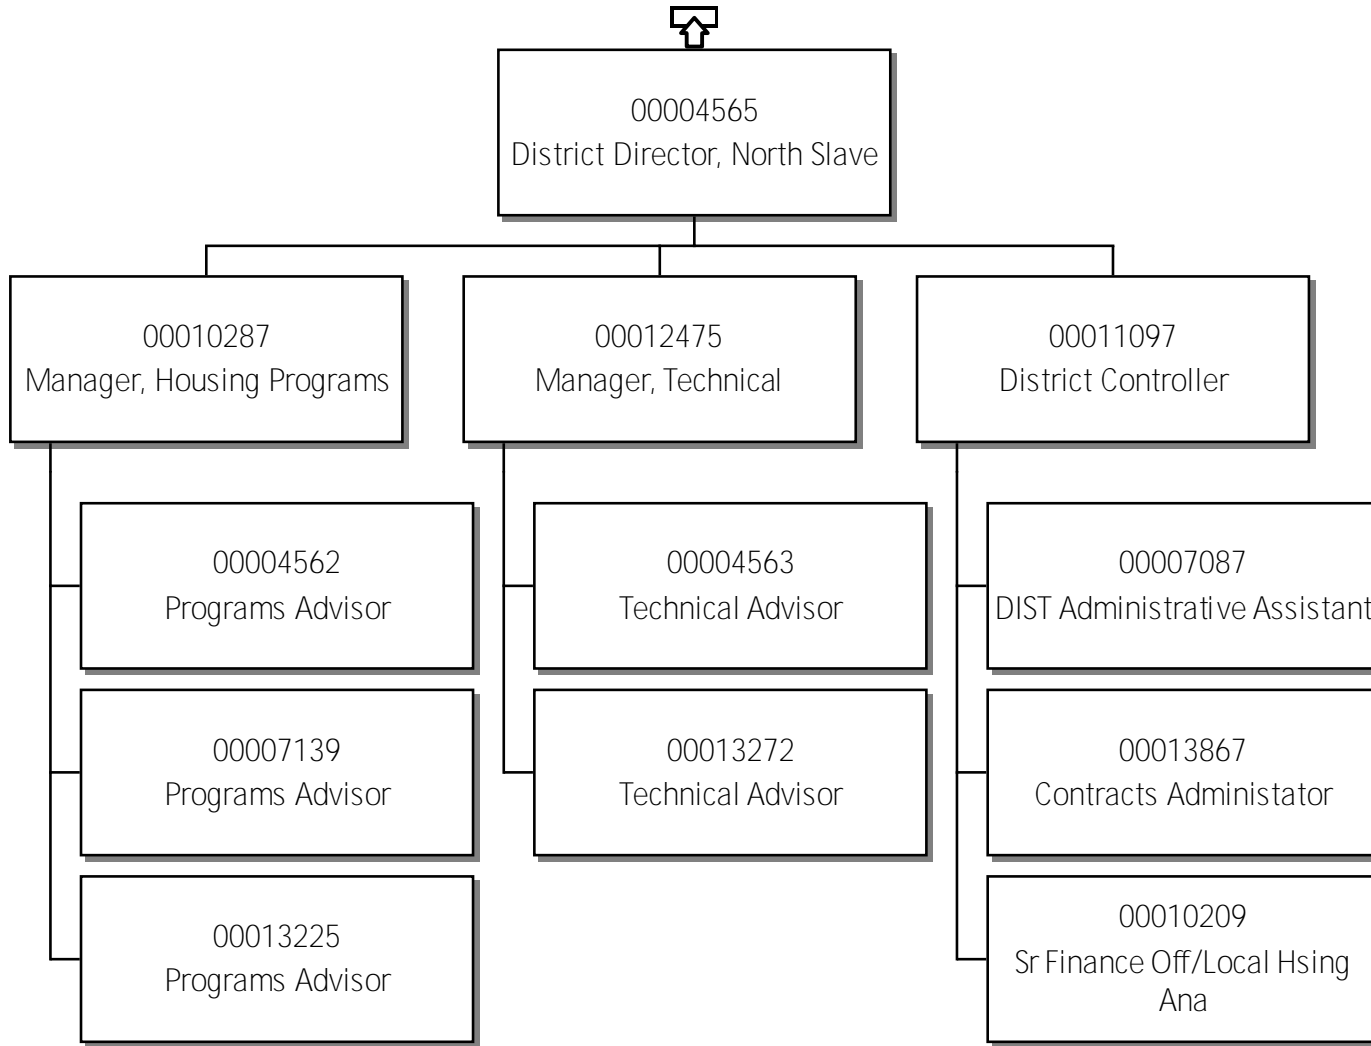 00004565
District Director, North Slave
00010287
Manager, Housing Programs
00012475
Manager, Technical
00011097
District Controller
00004562
Programs Advisor
00004563
Technical Advisor
00007087
DIST Administrative Assistant
00007139
Programs Advisor
00013272
Technical Advisor
00013867
Contracts Administator
00013225
Programs Advisor
00010209
Sr Finance Off/Local Hsing
Ana